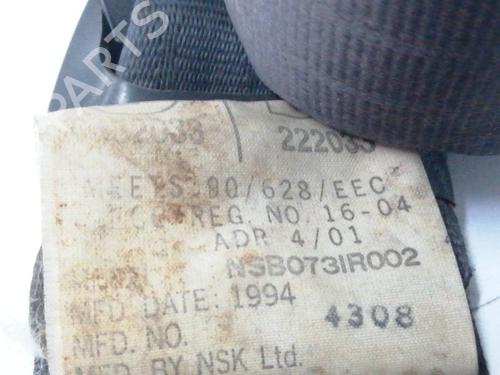 PARTS
222033
MEETS 90/628/EEC
REG. NO. 16-04
ADR 4/01
NSB073IR002
MFD DATE: 1994
MFD. NO. 4308
MFD. BY NSK Ltd.